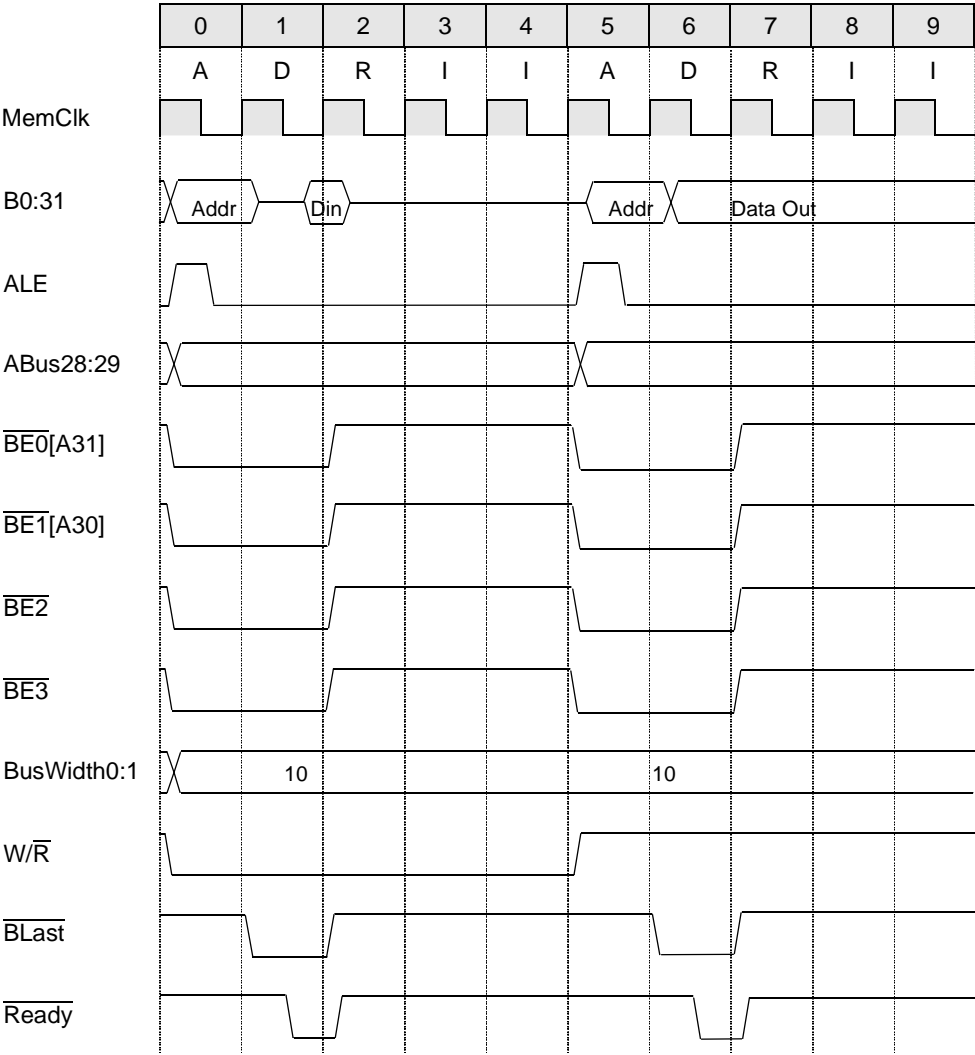 0 1 2 3 4 5 6 7 8 9
A D R I I A D R I I
MemClk
B0:31 Addr Din Addr Data Out
ALE
ABus28:29
BE0[A31]
BE1[A30]
BE2
BE3
BusWidth0:1 10 10
W/R
BLast
Ready